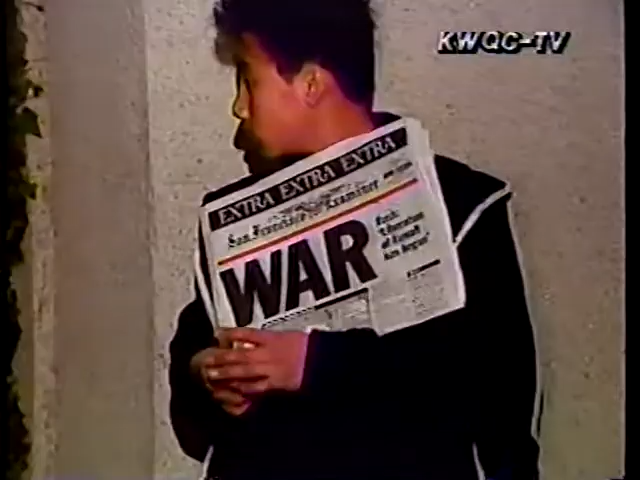 KWQC-TV
EXTRA EXTRA EXTRA
San Francisco Examiner
WAR
Bush:
'Liberation
of Kuwait
has begun'